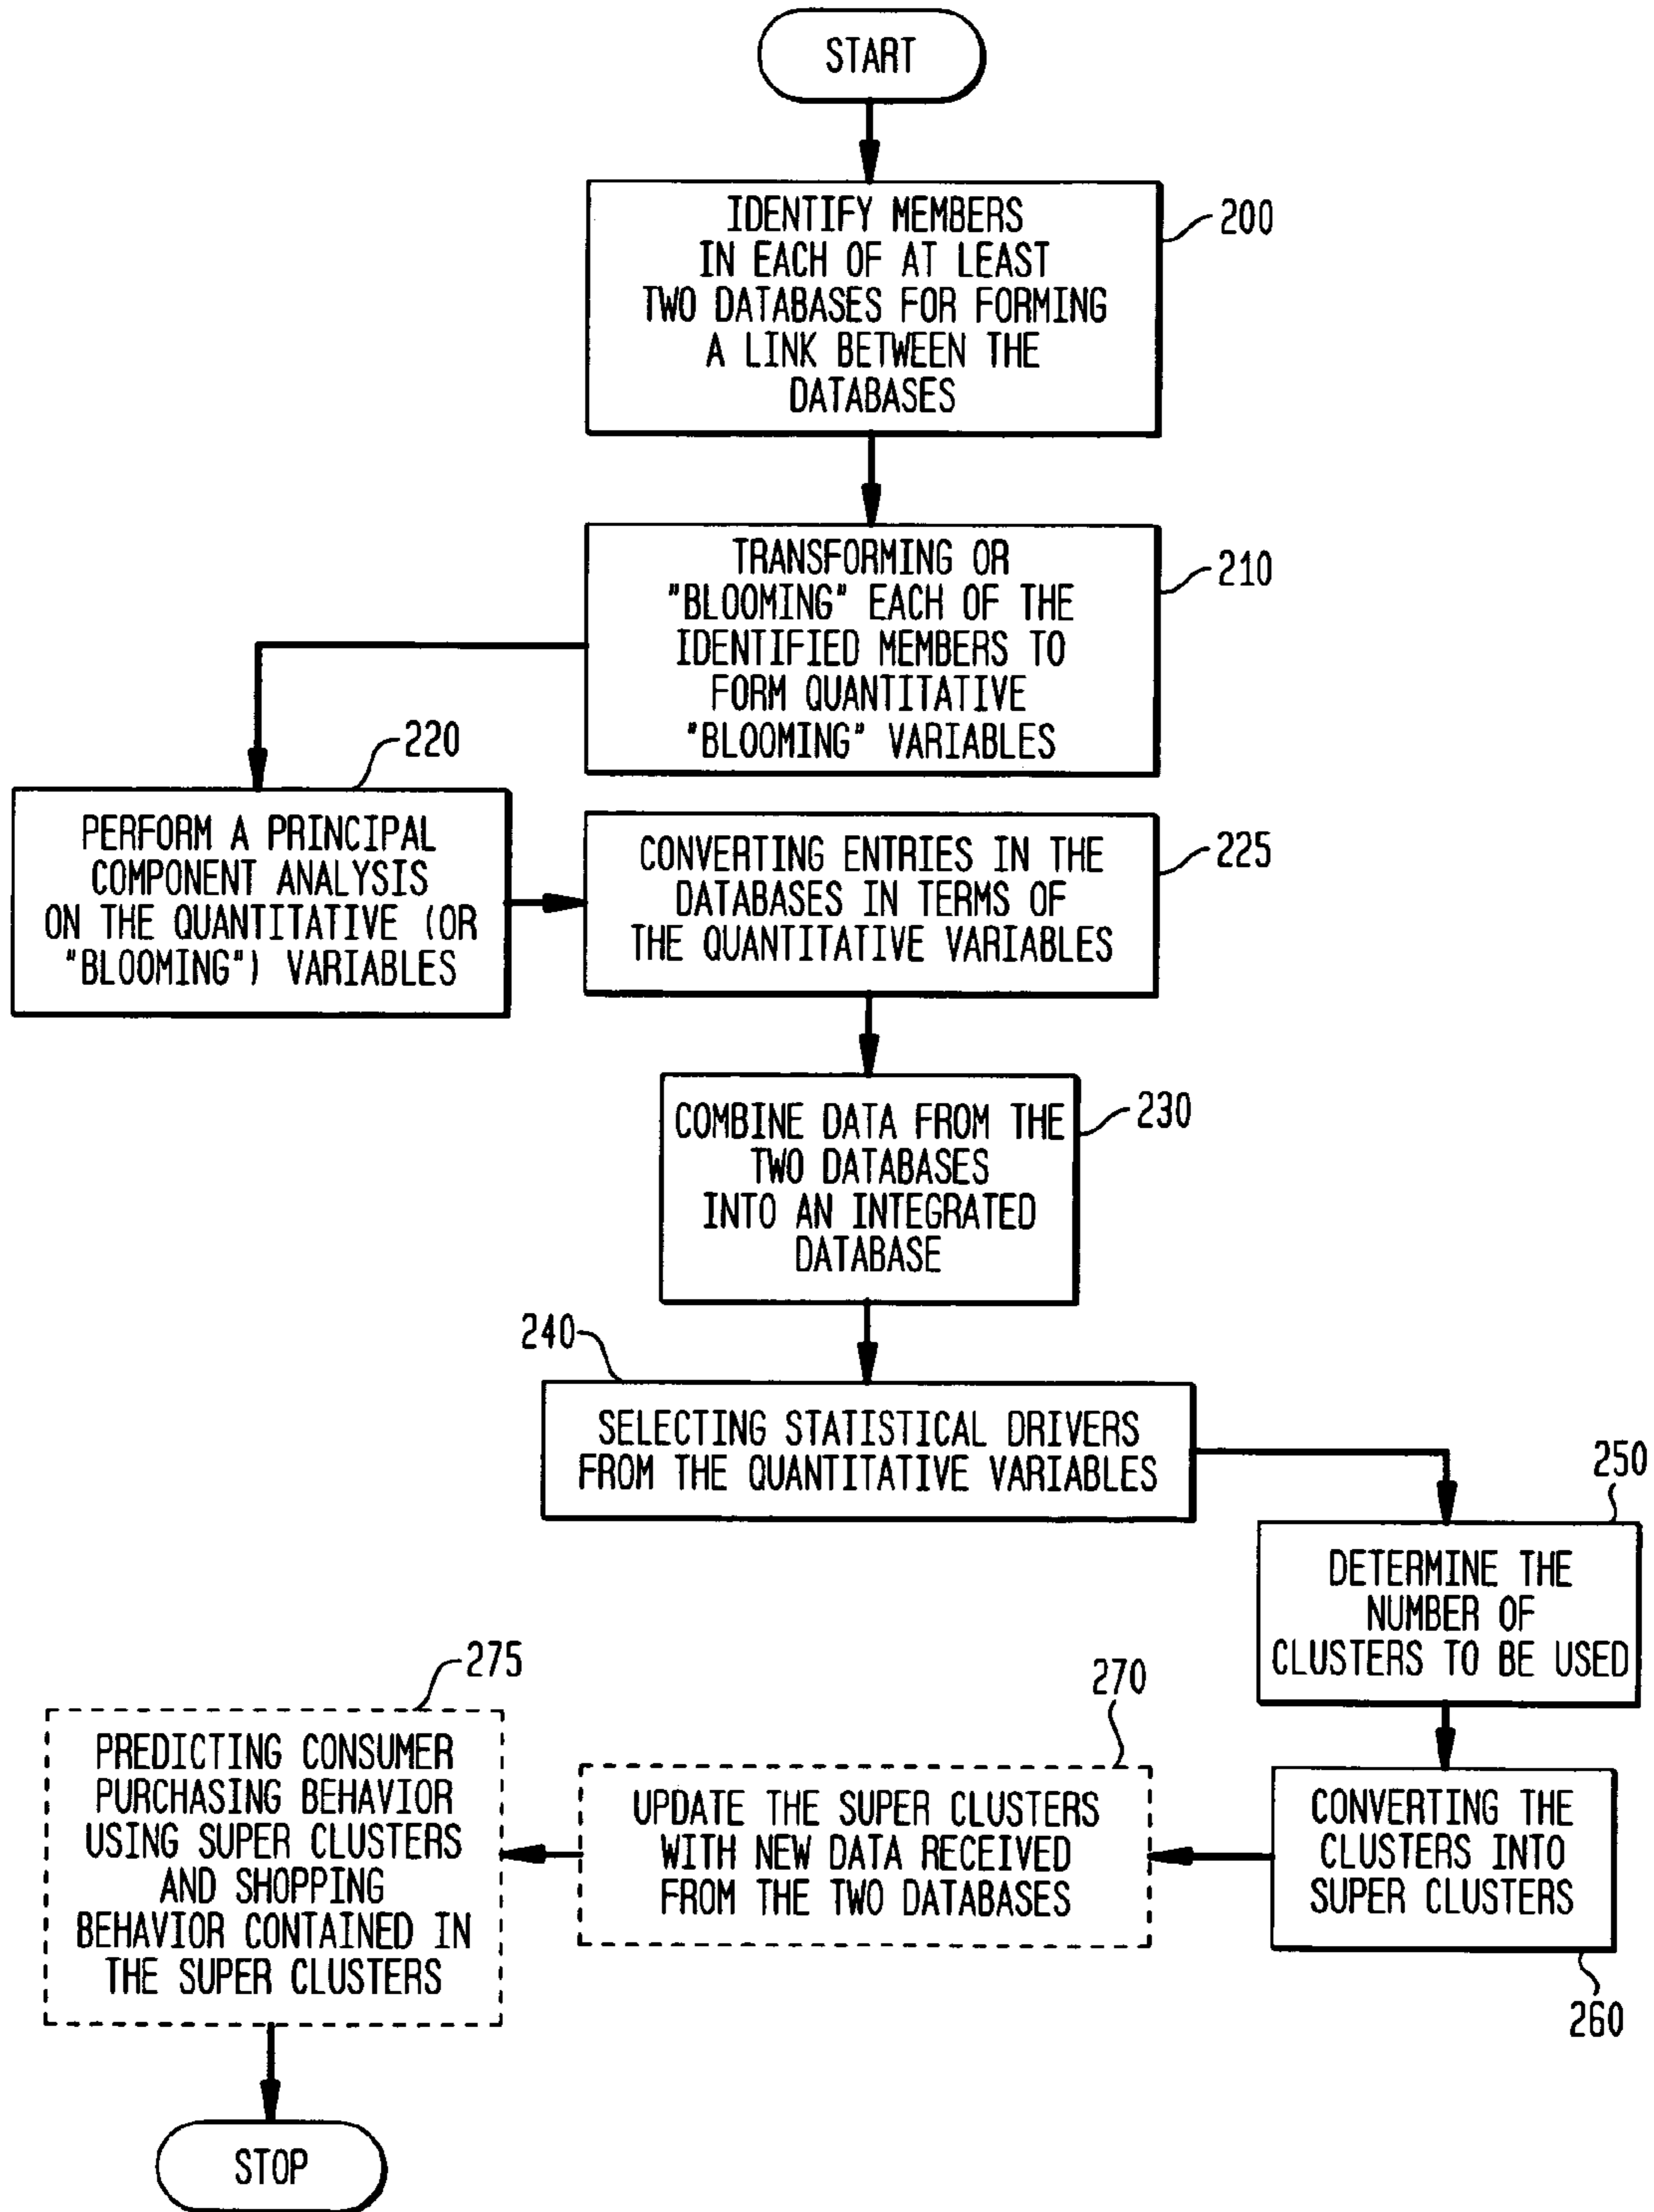 START
IDENTIFY MEMBERS
IN EACH OF AT LEAST
TWO DATABASES FOR FORMING
A LINK BETWEEN THE
DATABASES
200
TRANSFORMING OR
"BLOOMING" EACH OF THE
IDENTIFIED MEMBERS TO
FORM QUANTITATIVE
"BLOOMING" VARIABLES
210
220
PERFORM A PRINCIPAL
COMPONENT ANALYSIS
ON THE QUANTITATIVE (OR
"BLOOMING") VARIABLES
CONVERTING ENTRIES IN THE
DATABASES IN TERMS OF
THE QUANTITATIVE VARIABLES
225
COMBINE DATA FROM THE
TWO DATABASES
INTO AN INTEGRATED
DATABASE
230
240
SELECTING STATISTICAL DRIVERS
FROM THE QUANTITATIVE VARIABLES
250
DETERMINE THE
NUMBER OF
CLUSTERS TO BE USED
CONVERTING THE
CLUSTERS INTO
SUPER CLUSTERS
260
270
UPDATE THE SUPER CLUSTERS
WITH NEW DATA RECEIVED
FROM THE TWO DATABASES
275
PREDICTING CONSUMER
PURCHASING BEHAVIOR
USING SUPER CLUSTERS
AND SHOPPING
BEHAVIOR CONTAINED IN
THE SUPER CLUSTERS
STOP